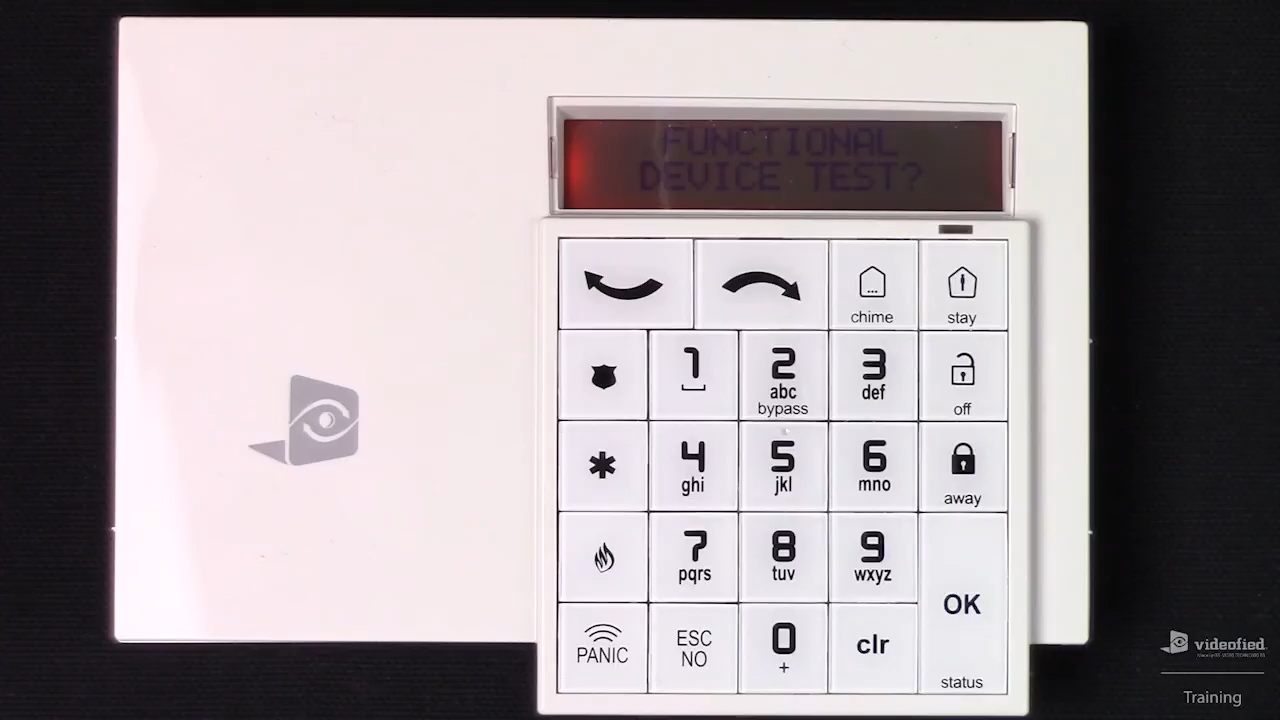 FUNCTIONAL
DEVICE TEST?
chime
stay
1
2
abc
bypass
3
def
off
4
ghi
5
jkl
6
mno
away
7
pqrs
8
tuv
9
wxyz
OK
status
PANIC
ESC
NO
0
+
clr
videofied
Training